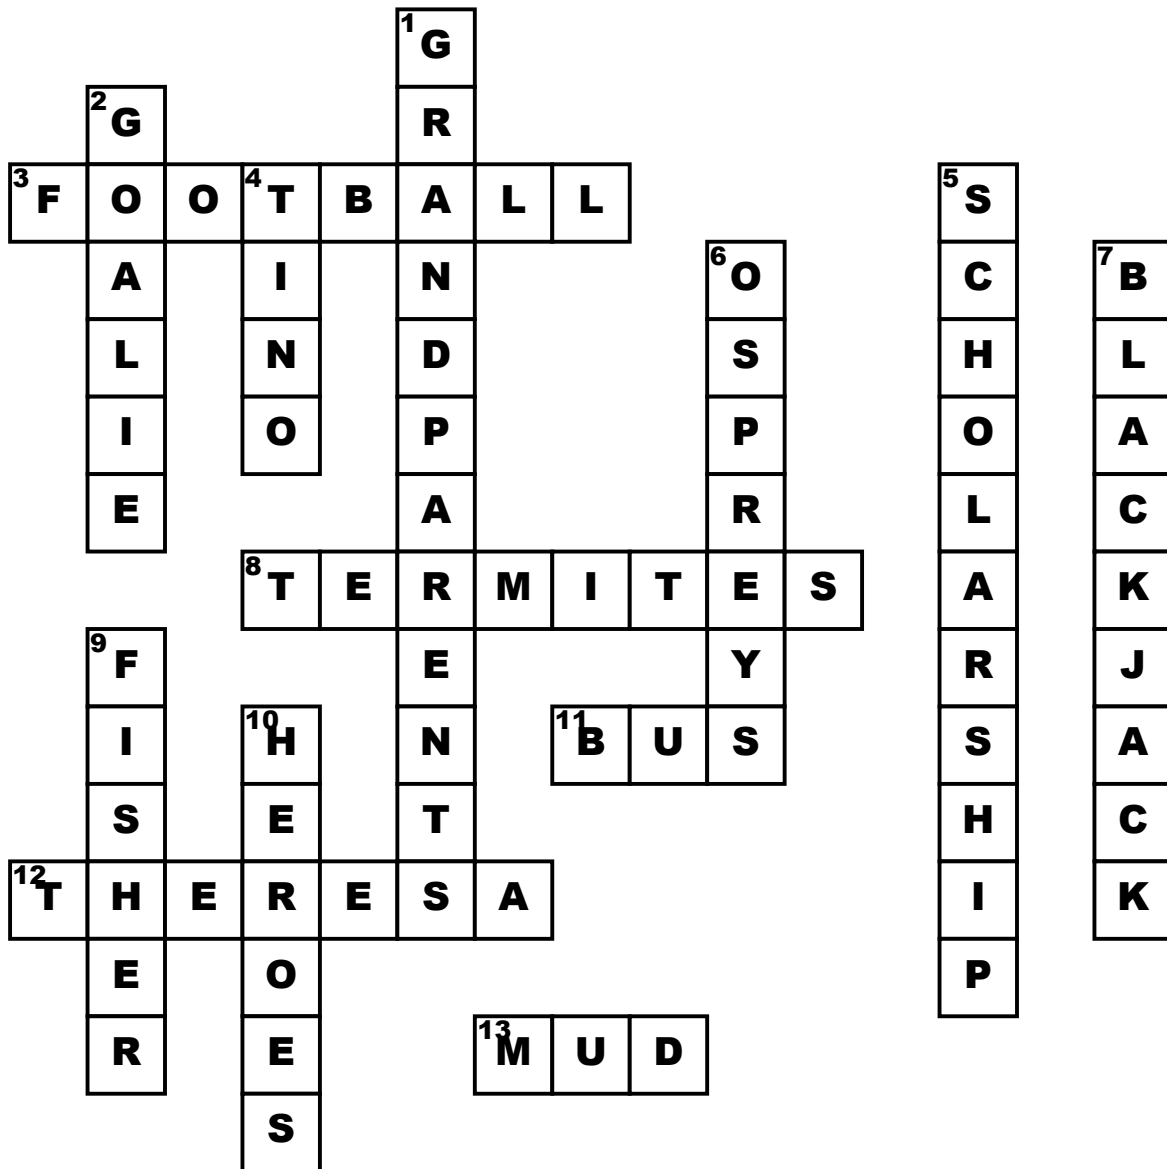 1 G
2 G R
3 F O O 4 T B A L L 5 S
A I N 6 O C 7 B
L N D S H L
I O P P O A
E A R L C
8 T E R M I T E S A K
9 F E Y R J
I 10 H N 11 B U S S A
S E T H C
12 T H E R E S A I K
E O P
R E 13 M U D
S